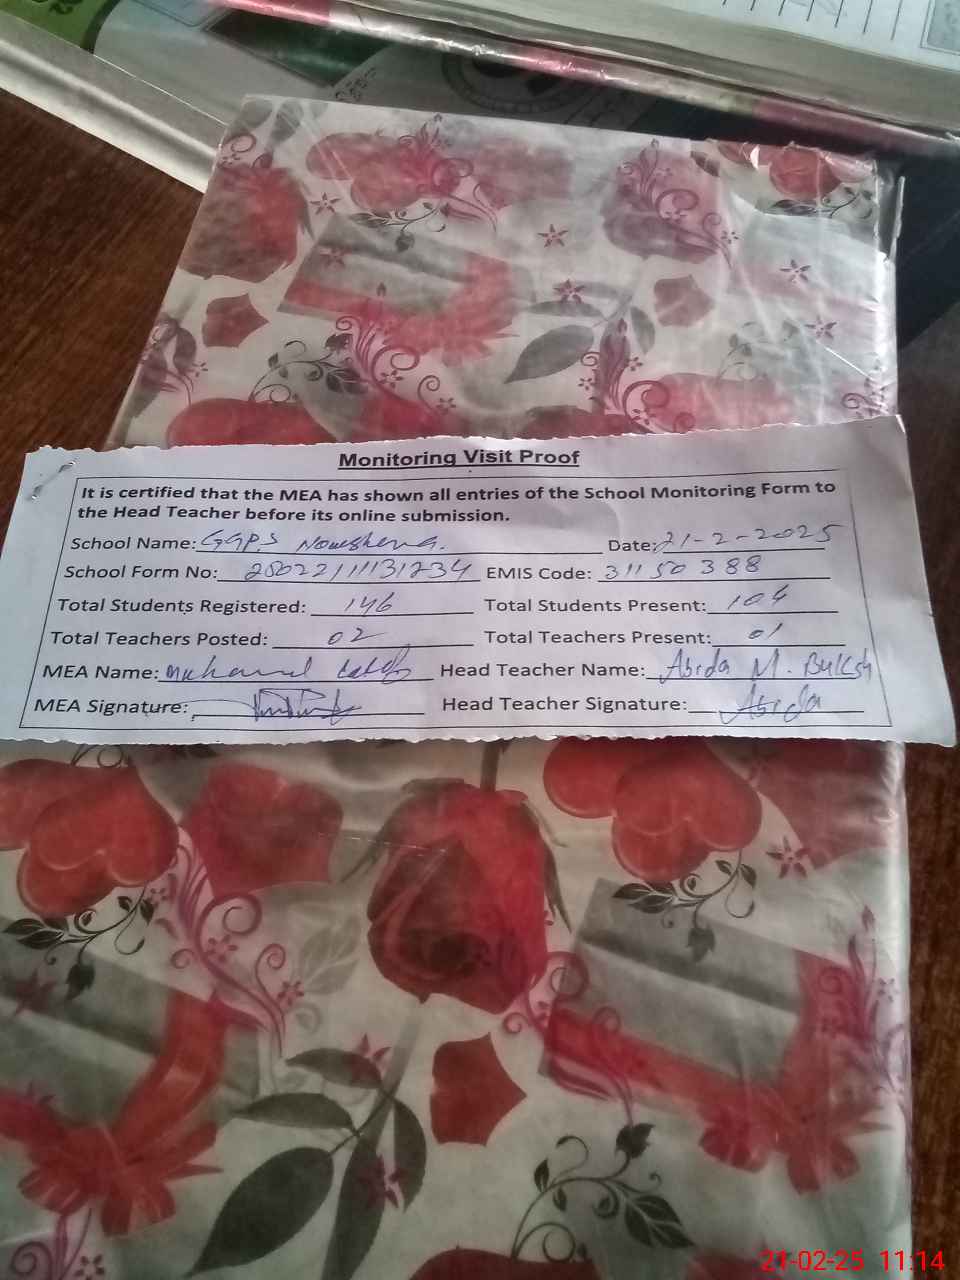 Monitoring Visit Proof
It is certified that the MEA has shown all entries of the School Monitoring Form to
the Head Teacher before its online submission.
School Name: GGPS Nowshera. Date: 21-2-2025
School Form No: EMIS Code: 31150388
Total Students Registered: 146 Total Students Present: 104
Total Teachers Posted: 02 Total Teachers Present: 01
MEA Name: Head Teacher Name: Abida M. Buksh
MEA Signature: Head Teacher Signature: Abida
21-02-25 11:14